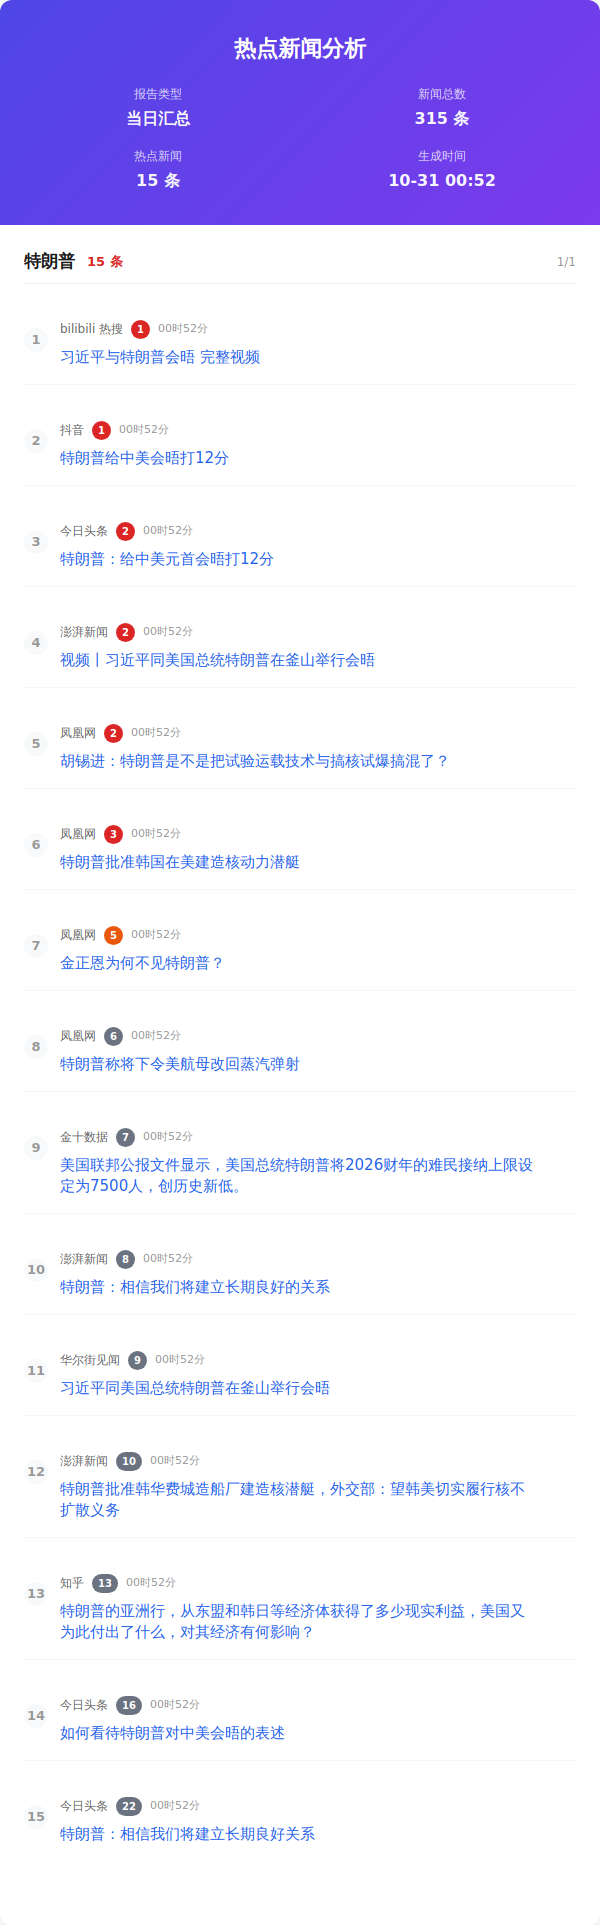 热点新闻分析
报告类型
新闻总数
当日汇总
315 条
热点新闻
生成时间
15 条
10-31 00:52
特朗普 15 条 1/1
1 bilibili 热搜 1 00时52分
习近平与特朗普会晤 完整视频
2 抖音 1 00时52分
特朗普给中美会晤打12分
3 今日头条 2 00时52分
特朗普：给中美元首会晤打12分
4 澎湃新闻 2 00时52分
视频丨习近平同美国总统特朗普在釜山举行会晤
5 凤凰网 2 00时52分
胡锡进：特朗普是不是把试验运载技术与搞核试爆搞混了？
6 凤凰网 3 00时52分
特朗普批准韩国在美建造核动力潜艇
7 凤凰网 5 00时52分
金正恩为何不见特朗普？
8 凤凰网 6 00时52分
特朗普称将下令美航母改回蒸汽弹射
9 金十数据 7 00时52分
美国联邦公报文件显示，美国总统特朗普将2026财年的难民接纳上限设
定为7500人，创历史新低。
10 澎湃新闻 8 00时52分
特朗普：相信我们将建立长期良好的关系
11 华尔街见闻 9 00时52分
习近平同美国总统特朗普在釜山举行会晤
12 澎湃新闻 10 00时52分
特朗普批准韩华费城造船厂建造核潜艇，外交部：望韩美切实履行核不
扩散义务
13 知乎 13 00时52分
特朗普的亚洲行，从东盟和韩日等经济体获得了多少现实利益，美国又
为此付出了什么，对其经济有何影响？
14 今日头条 16 00时52分
如何看待特朗普对中美会晤的表述
15 今日头条 22 00时52分
特朗普：相信我们将建立长期良好关系